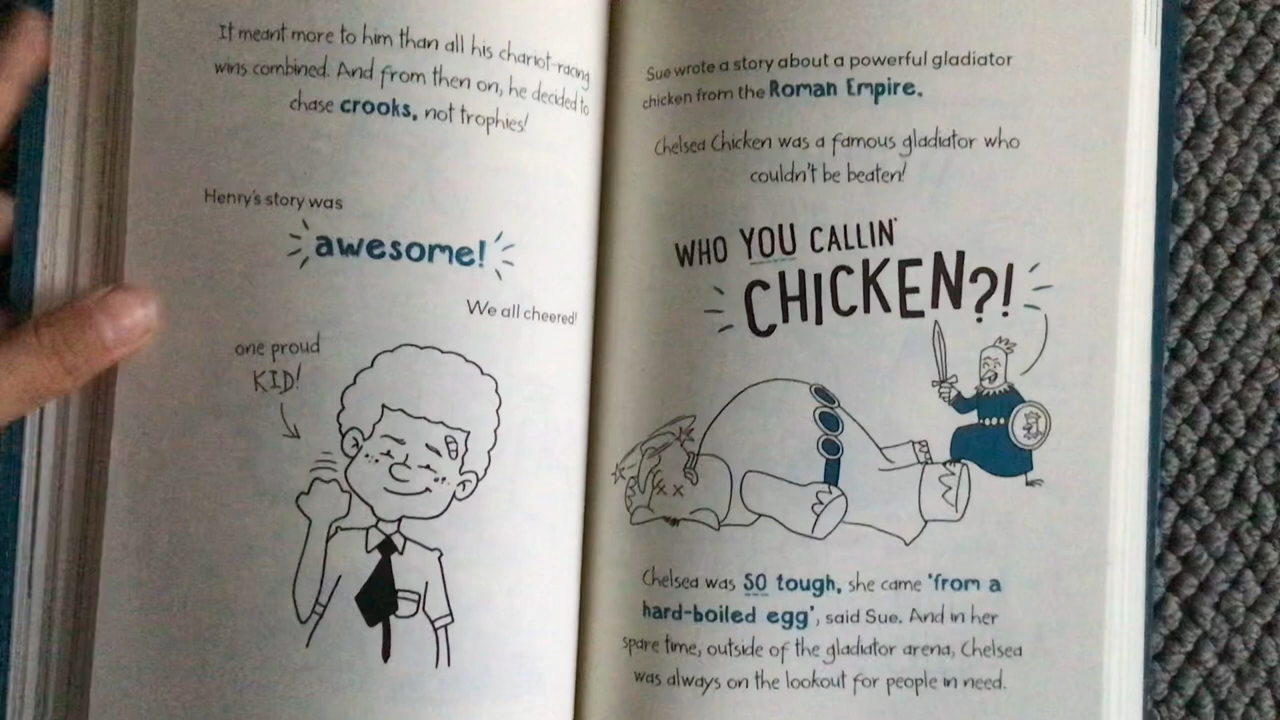 It meant more to him than all his chariot-racing
wins combined. And from then on, he decided to
chase crooks, not trophies!
Henry's story was
awesome!
We all cheered!
one proud
KID!
Sue wrote a story about a powerful gladiator
chicken from the Roman Empire.
Chelsea Chicken was a famous gladiator who
couldn't be beaten!
WHO YOU CALLIN'
CHICKEN?!
Chelsea was SO tough, she came 'from a
hard-boiled egg', said Sue. And in her
spare time, outside of the gladiator arena, Chelsea
was always on the lookout for people in need.